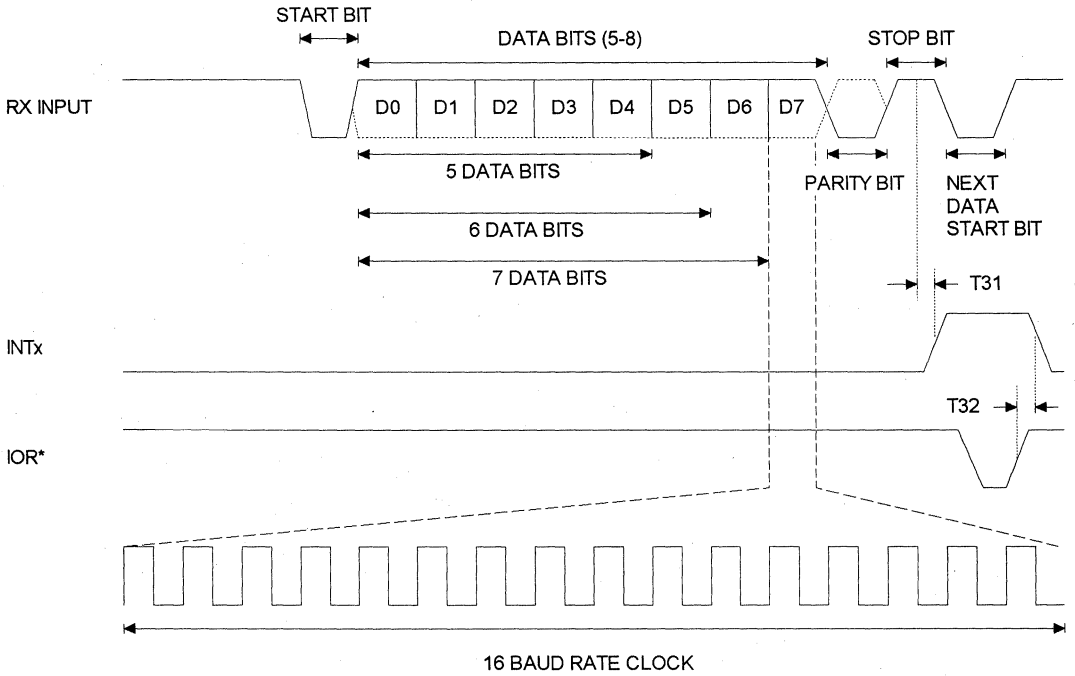 START BIT
DATA BITS (5-8)
STOP BIT
RX INPUT
D0 D1 D2 D3 D4 D5 D6 D7
5 DATA BITS
PARITY BIT
NEXT
DATA
START BIT
6 DATA BITS
7 DATA BITS
T31
INTx
T32
IOR*
16 BAUD RATE CLOCK